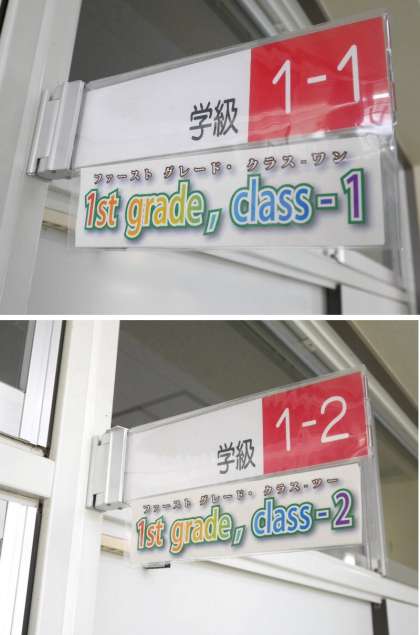 学級 1-1
ファースト グレード・ クラス-ワン
1st grade, class-1
学級 1-2
ファースト グレード・ クラス-ツー
1st grade, class-2